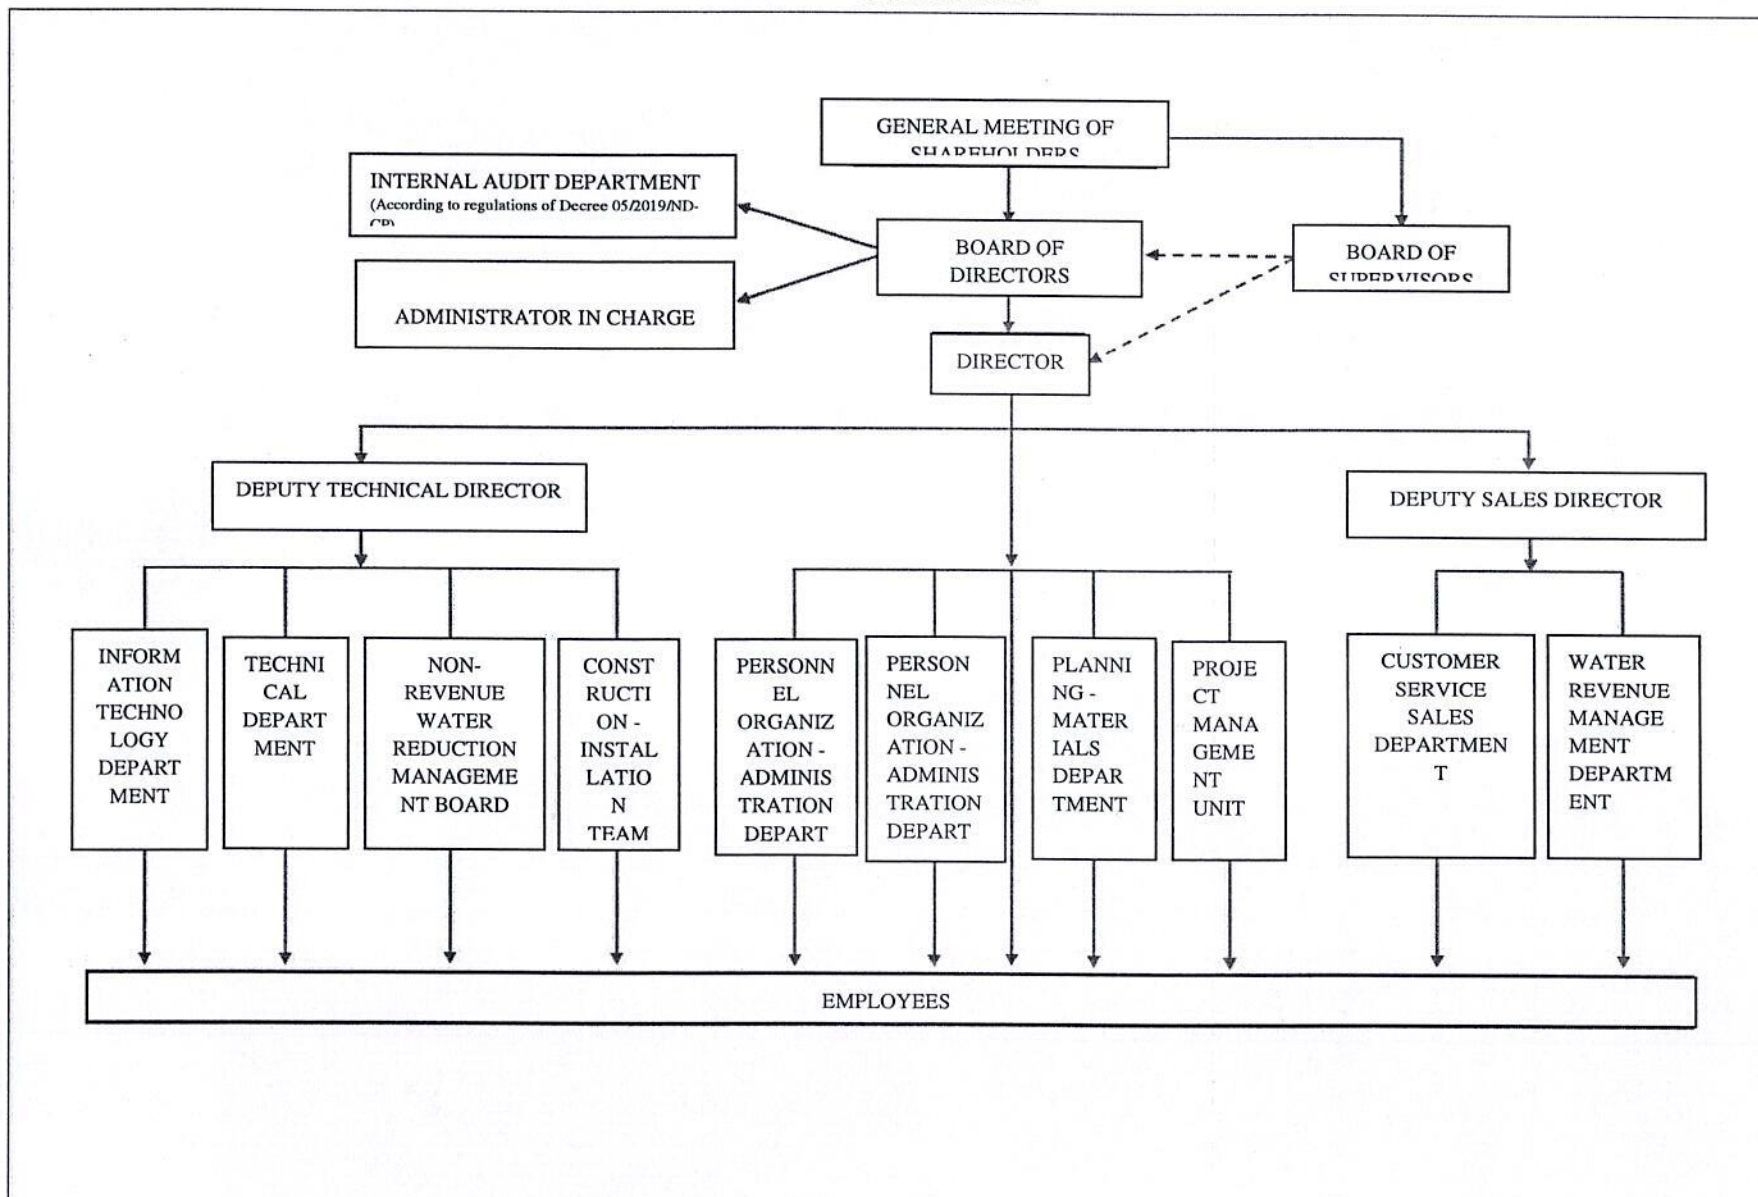 GENERAL MEETING OF
SHAREHOLDERS
INTERNAL AUDIT DEPARTMENT
(According to regulations of Decree 05/2019/ND-
CP)
BOARD OF
DIRECTORS
BOARD OF
SUPERVISORS
ADMINISTRATOR IN CHARGE
DIRECTOR
DEPUTY TECHNICAL DIRECTOR
DEPUTY SALES DIRECTOR
INFORM
ATION
TECHNO
LOGY
DEPART
MENT
TECHNI
CAL
DEPART
MENT
NON-
REVENUE
WATER
REDUCTION
MANAGEME
NT BOARD
CONST
RUCTI
ON -
INSTAL
LATIO
N
TEAM
PERSONN
EL
ORGANIZ
ATION -
ADMINIS
TRATION
DEPART
PERSON
NEL
ORGANIZ
ATION -
ADMINIS
TRATION
DEPART
PLANNI
NG -
MATER
IALS
DEPAR
TMENT
PROJE
CT
MANA
GEME
NT
UNIT
CUSTOMER
SERVICE
SALES
DEPARTMEN
T
WATER
REVENUE
MANAGE
MENT
DEPARTM
ENT
EMPLOYEES